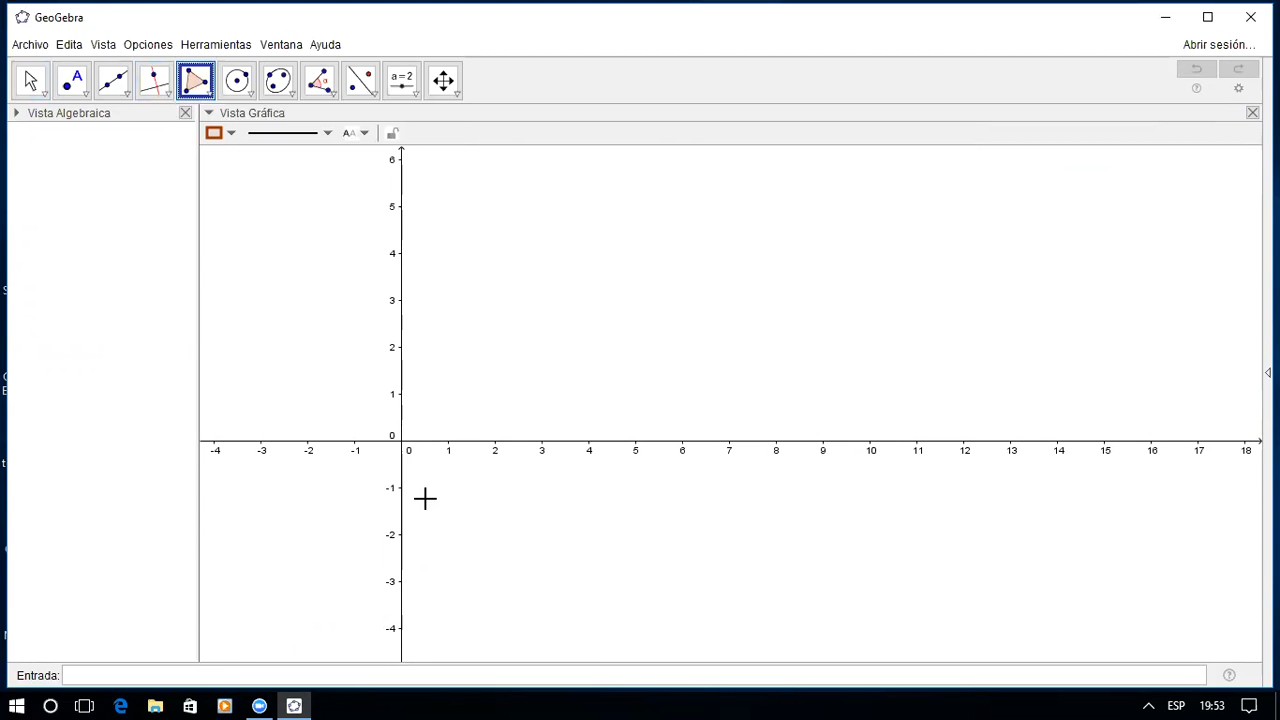 GeoGebra
Archivo Edita Vista Opciones Herramientas Ventana Ayuda Abrir sesión...
A α a=2
Vista Algebraica Vista Gráfica
AA
6
5
4
3
2
1
0
-4 -3 -2 -1 0 1 2 3 4 5 6 7 8 9 10 11 12 13 14 15 16 17 18
-1
-2
-3
-4
Entrada:
ESP 19:53